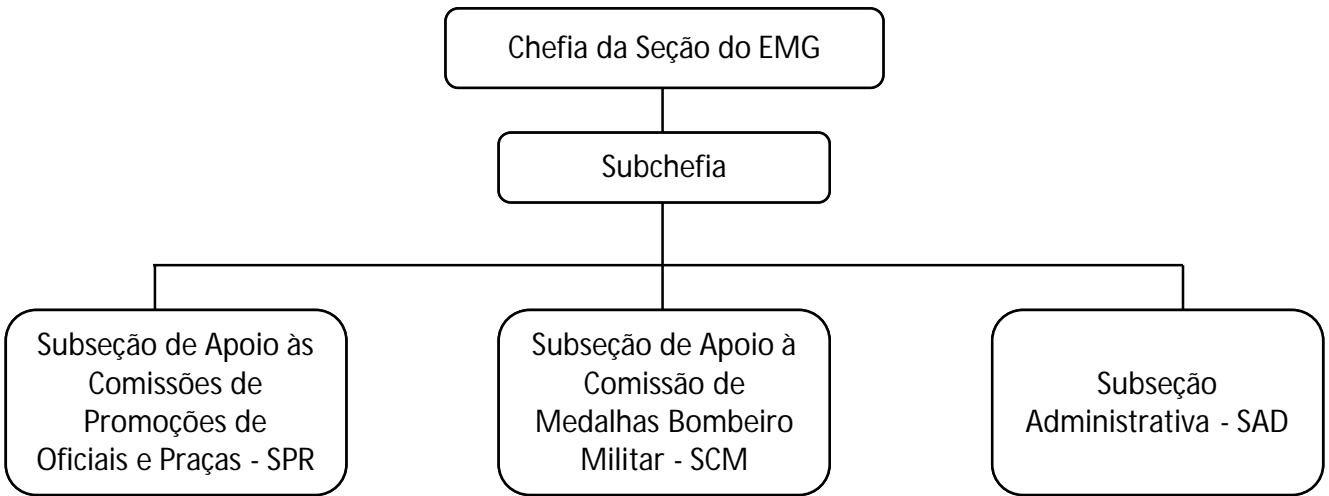 Chefia da Seção do EMG
Subchefia
Subseção de Apoio às
Comissões de
Promoções de
Oficiais e Praças - SPR
Subseção de Apoio à
Comissão de
Medalhas Bombeiro
Militar - SCM
Subseção
Administrativa - SAD